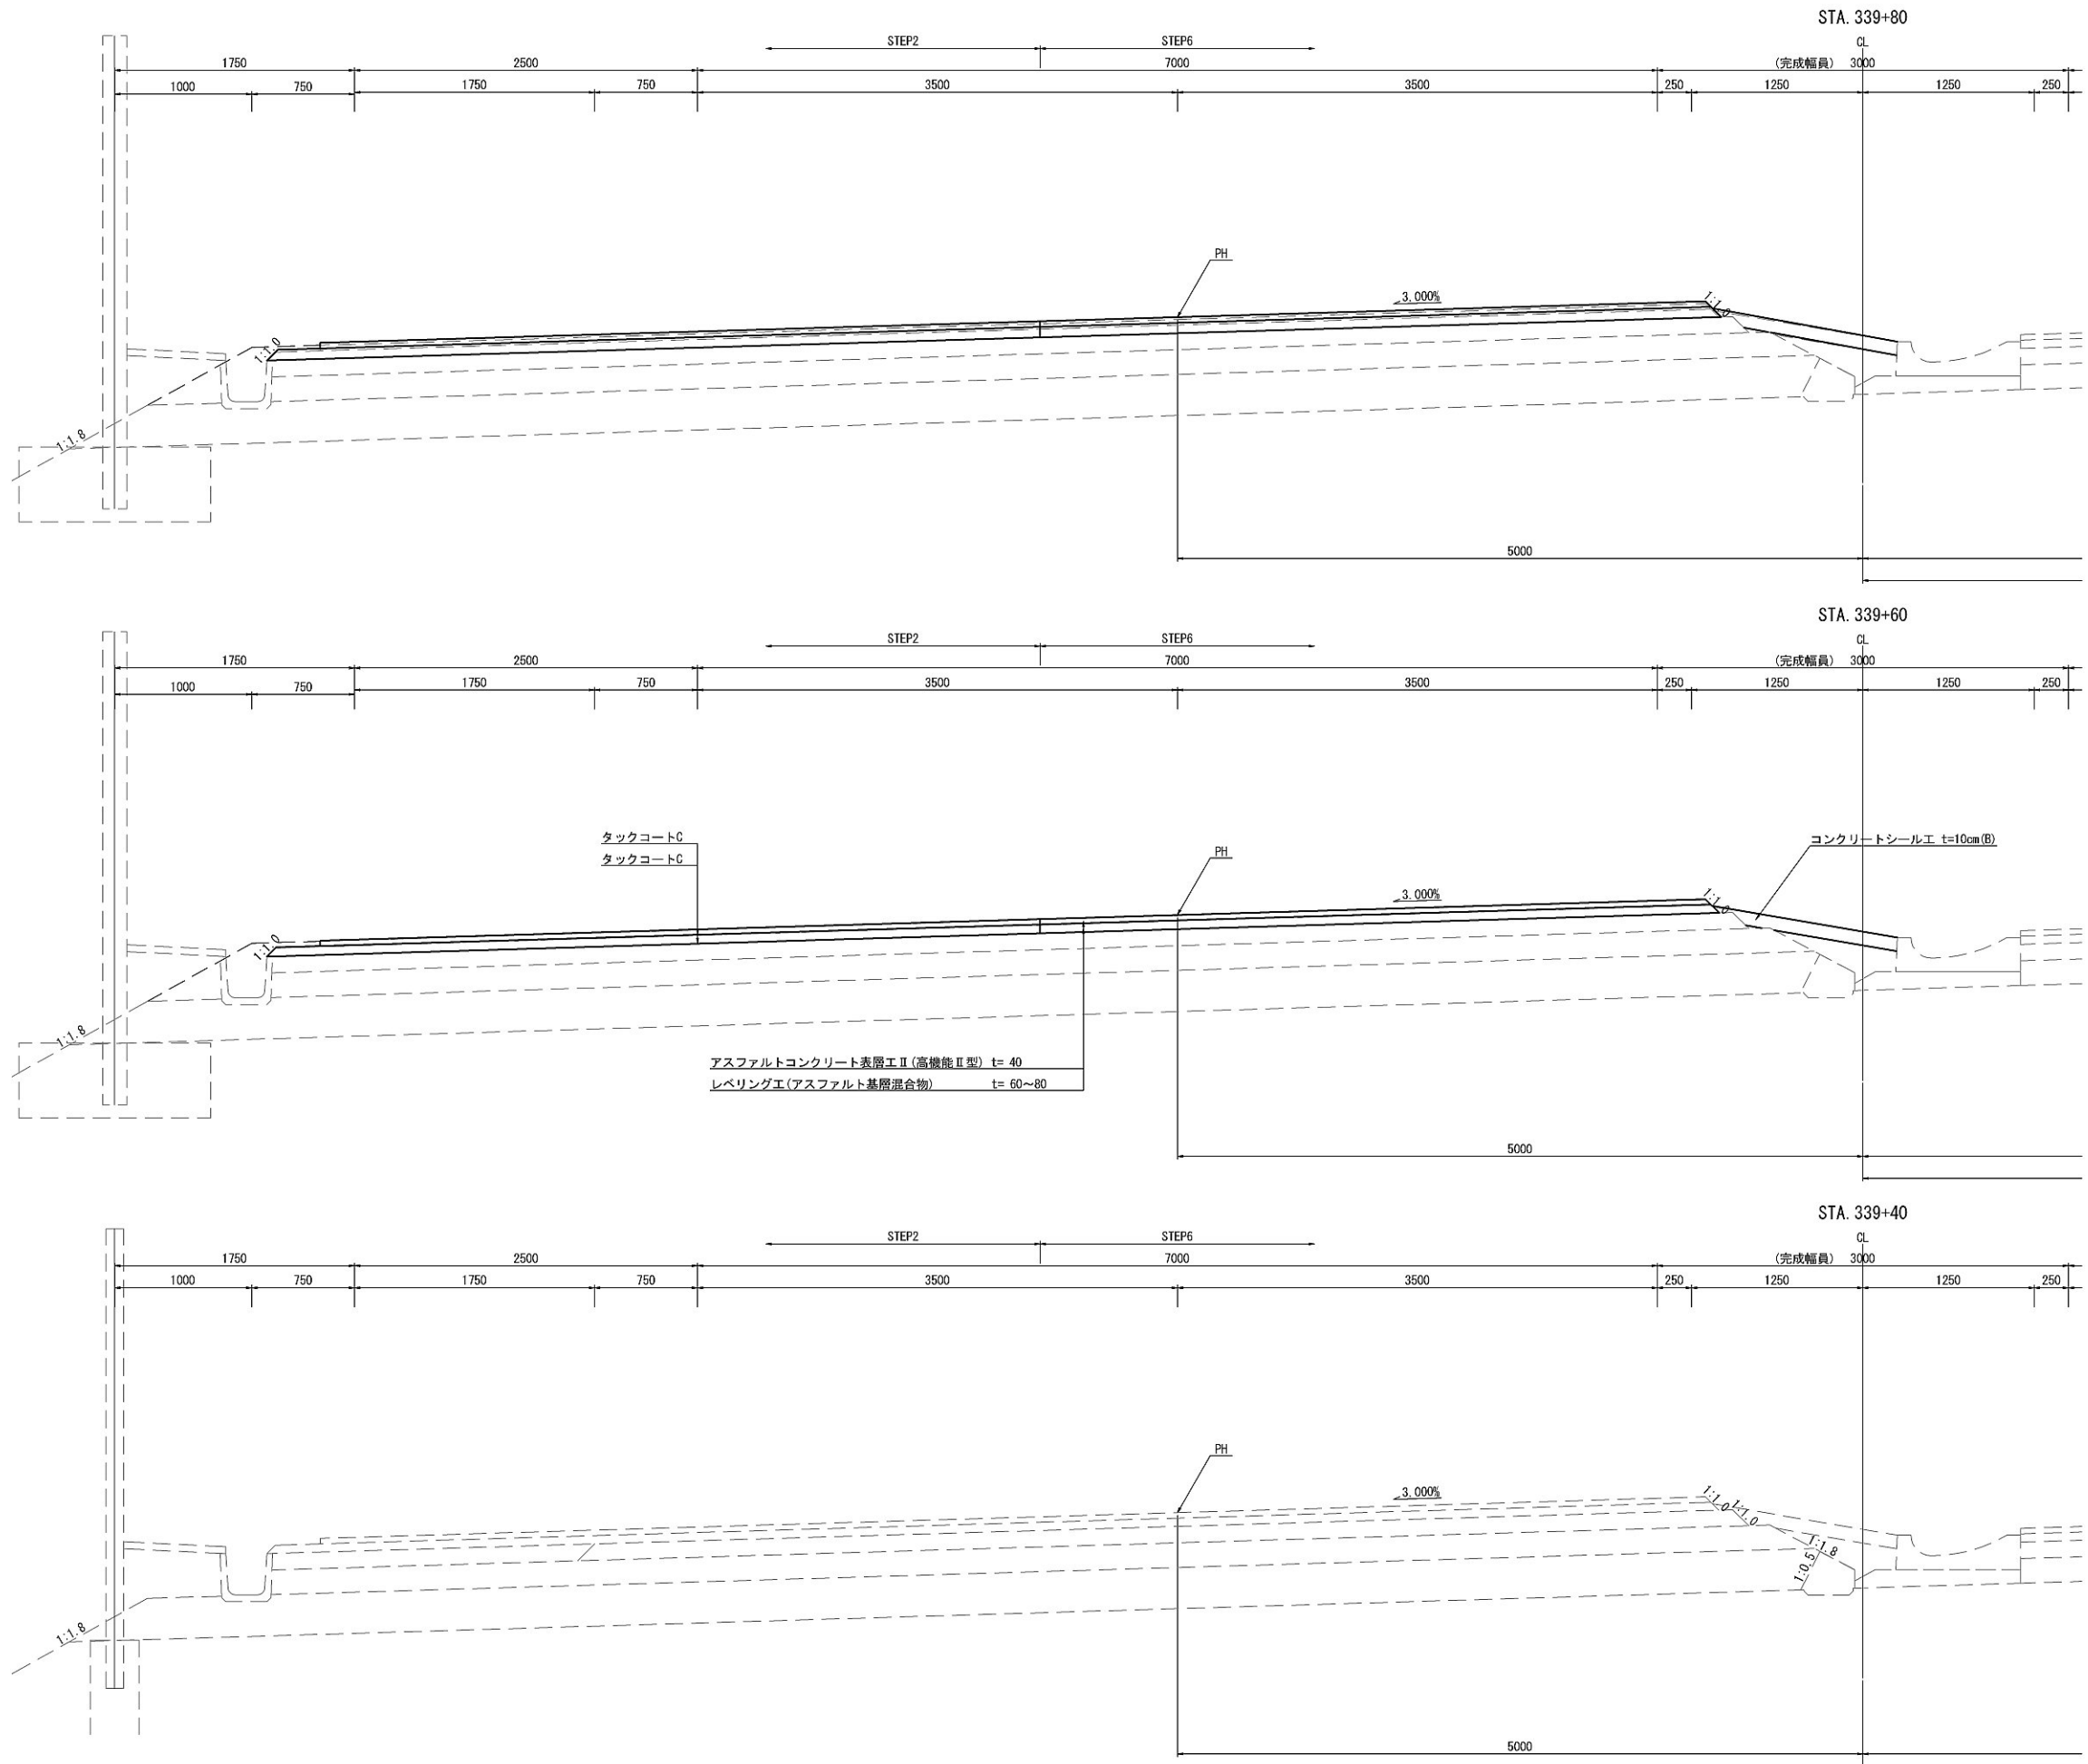 STA. 339+80
CL
STEP2 STEP6
1750 2500 7000 (完成幅員) 3000
1000 750 1750 750 3500 3500 250 1250 1250 250
PH
3.000%
1:1.0
1:1.0
1:1.8
5000
STA. 339+60
CL
STEP2 STEP6
1750 2500 7000 (完成幅員) 3000
1000 750 1750 750 3500 3500 250 1250 1250 250
タックコートC
タックコートC
PH
コンクリートシール工 t=10cm(B)
3.000%
1:1.0
1:1.0
1:1.8
アスファルトコンクリート表層工Ⅱ(高機能Ⅱ型) t= 40
レベリング工(アスファルト基層混合物) t= 60~80
5000
STA. 339+40
CL
STEP2 STEP6
1750 2500 7000 (完成幅員) 3000
1000 750 1750 750 3500 3500 250 1250 1250 250
PH
3.000%
1:1.0
1:1.0
1:1.8
1:0.5
1:1.8
5000